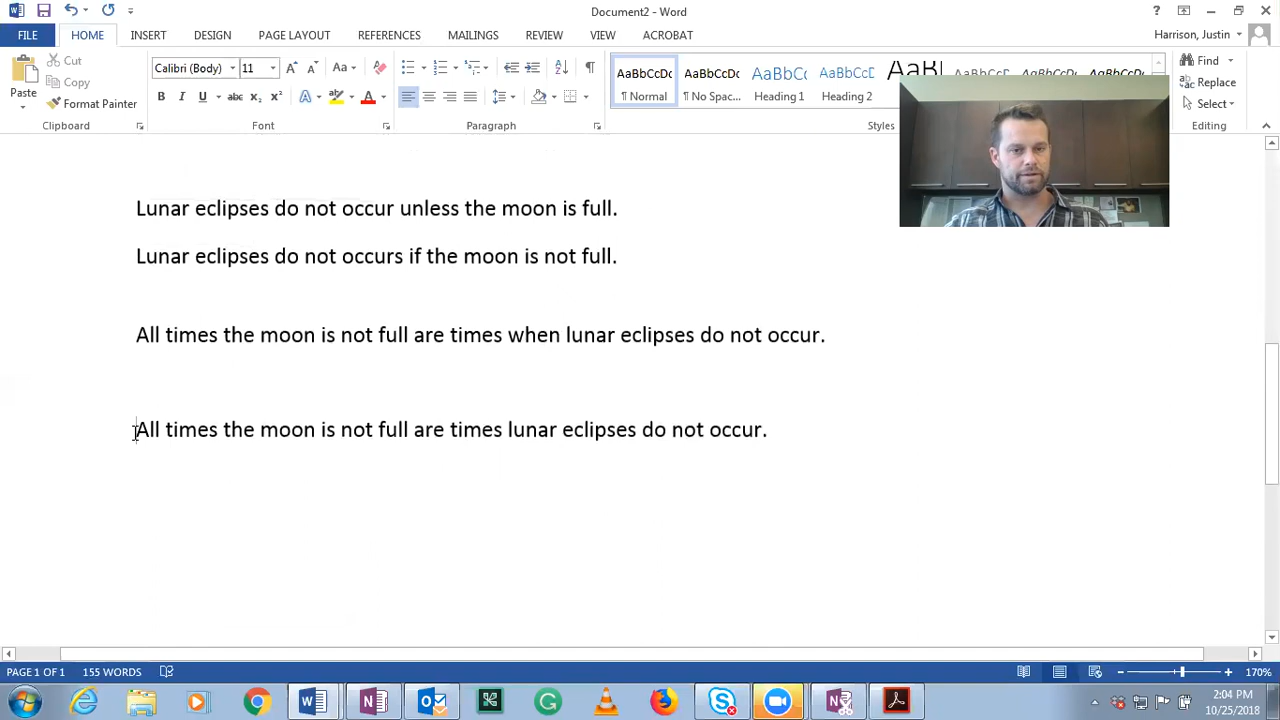 Document2 - Word
?
FILE
HOME
INSERT
DESIGN
PAGE LAYOUT
REFERENCES
MAILINGS
REVIEW
VIEW
ACROBAT
Harrison, Justin
Paste
Cut
Copy
Format Painter
Clipboard
Calibri (Body)
11
Font
Paragraph
AaBbCcDc
¶ Normal
AaBbCcDc
¶ No Spac...
AaBbCc
Heading 1
AaBbCcD
Heading 2
Styles
Find
Replace
Select
Editing
Lunar eclipses do not occur unless the moon is full.
Lunar eclipses do not occurs if the moon is not full.
All times the moon is not full are times when lunar eclipses do not occur.
All times the moon is not full are times lunar eclipses do not occur.
PAGE 1 OF 1
155 WORDS
170%
2:04 PM
10/25/2018